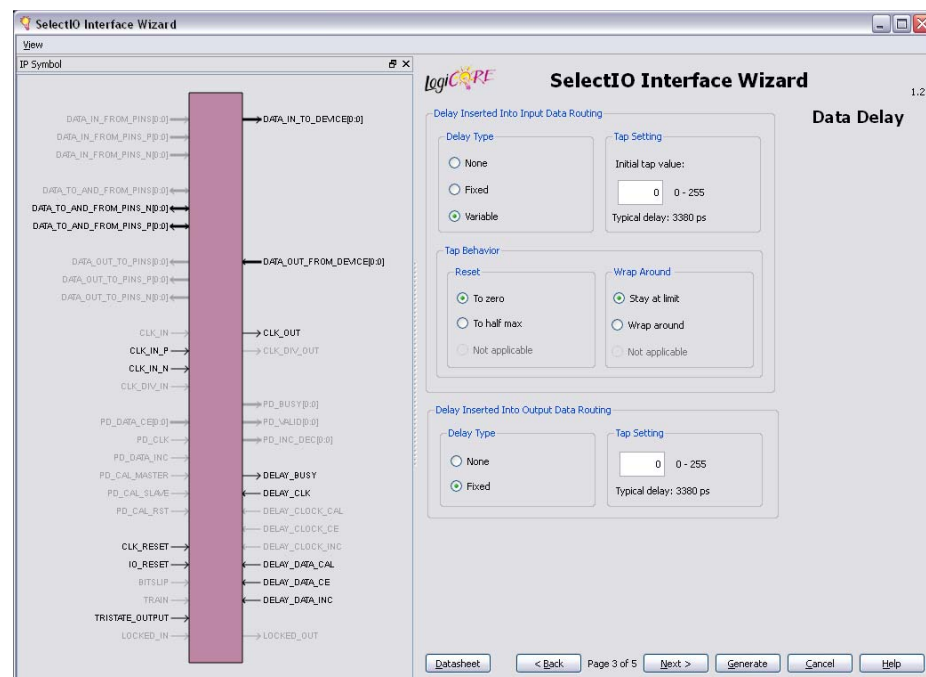 SelectIO Interface Wizard
View
IP Symbol
DATA_IN_FROM_PINS[0:0]
DATA_IN_FROM_PINS_P[0:0]
DATA_IN_FROM_PINS_N[0:0]
DATA_TO_AND_FROM_PINS[0:0]
DATA_TO_AND_FROM_PINS_N[0:0]
DATA_TO_AND_FROM_PINS_P[0:0]
DATA_OUT_TO_PINS[0:0]
DATA_OUT_TO_PINS_P[0:0]
DATA_OUT_TO_PINS_N[0:0]
CLK_IN
CLK_IN_P
CLK_IN_N
CLK_DIV_IN
PD_DATA_CE[0:0]
PD_CLK
PD_DATA_INC
PD_CAL_MASTER
PD_CAL_SLAVE
PD_CAL_RST
CLK_RESET
IO_RESET
BITSLIP
TRAIN
TRISTATE_OUTPUT
LOCKED_IN
DATA_IN_TO_DEVICE[0:0]
DATA_OUT_FROM_DEVICE[0:0]
CLK_OUT
CLK_DIV_OUT
PD_BUSY[0:0]
PD_VALID[0:0]
PD_INC_DEC[0:0]
DELAY_BUSY
DELAY_CLK
DELAY_CLOCK_CAL
DELAY_CLOCK_CE
DELAY_CLOCK_INC
DELAY_DATA_CAL
DELAY_DATA_CE
DELAY_DATA_INC
LOCKED_OUT
logiCORE
SelectIO Interface Wizard
1.2
Data Delay
Delay Inserted Into Input Data Routing
Delay Type
None
Fixed
Variable
Tap Setting
Initial tap value:
0 0 - 255
Typical delay: 3380 ps
Tap Behavior
Reset
To zero
To half max
Not applicable
Wrap Around
Stay at limit
Wrap around
Not applicable
Delay Inserted Into Output Data Routing
Delay Type
None
Fixed
Tap Setting
0 0 - 255
Typical delay: 3380 ps
Datasheet < Back Page 3 of 5 Next > Generate Cancel Help